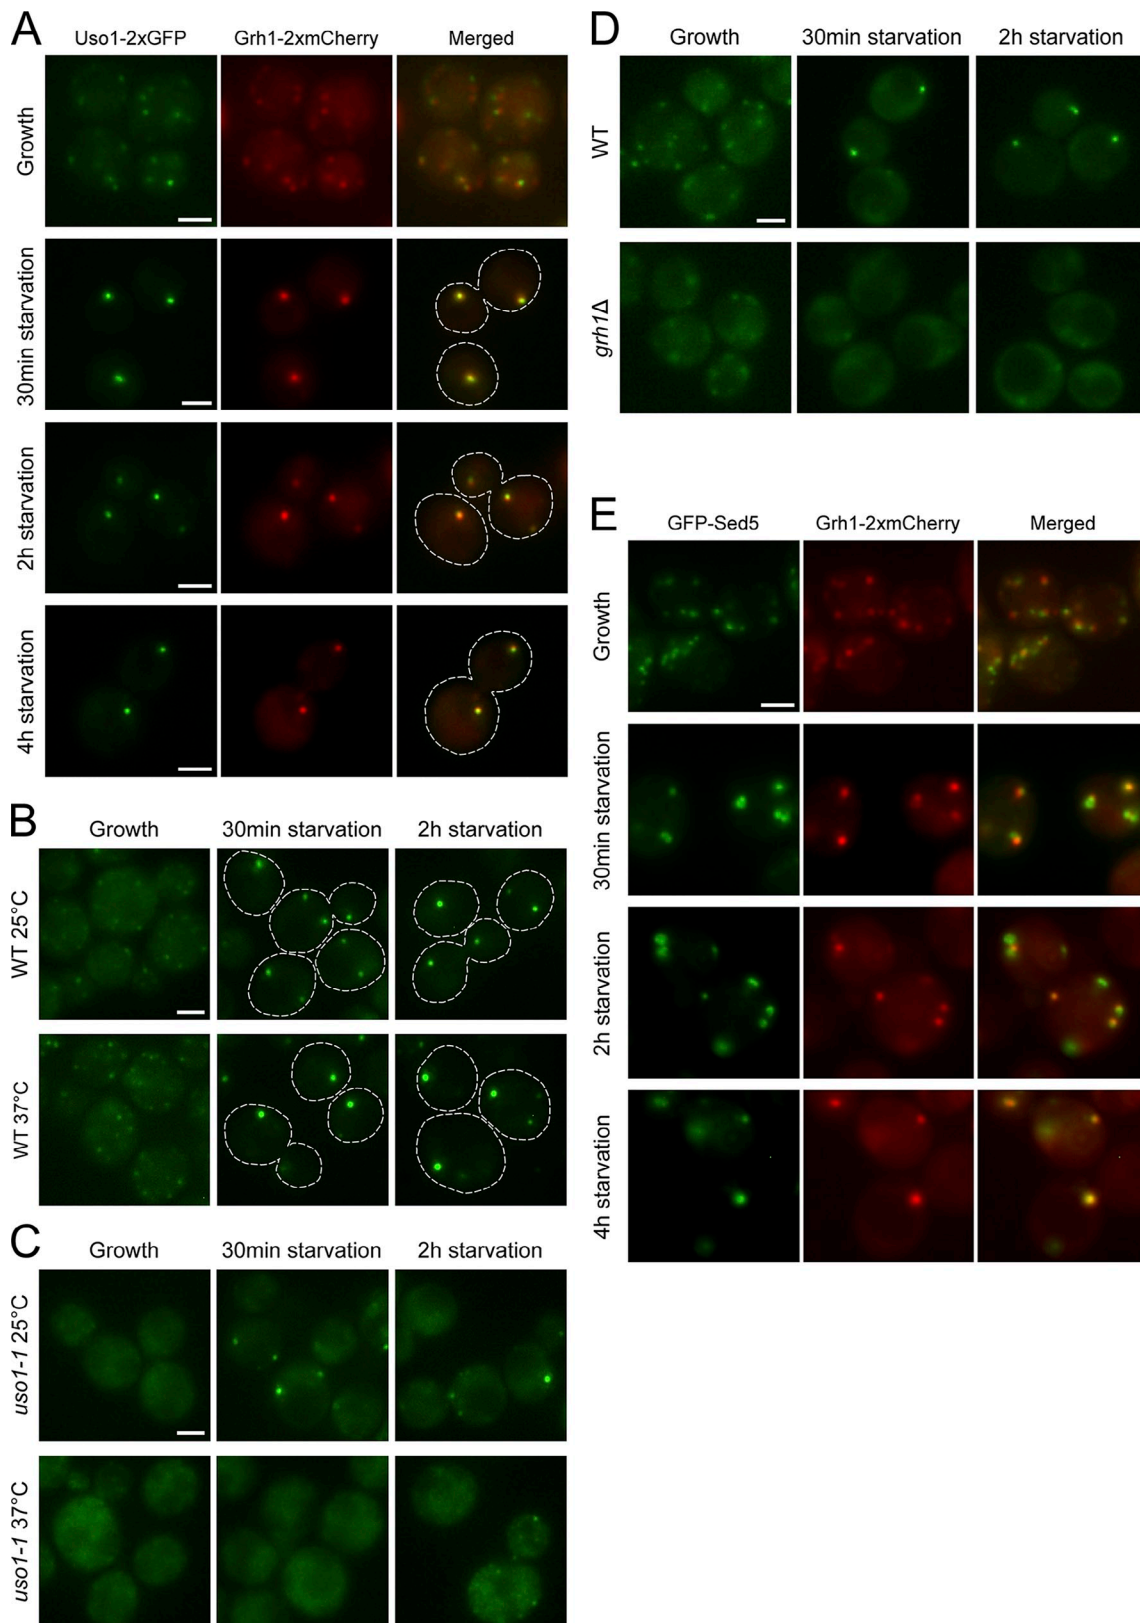 A
Uso1-2xGFP Grh1-2xmCherry Merged
Growth
30min starvation
2h starvation
4h starvation
B
Growth 30min starvation 2h starvation
WT 25°C
WT 37°C
C
Growth 30min starvation 2h starvation
uso1-1 25°C
uso1-1 37°C
D
Growth 30min starvation 2h starvation
WT
grh1Δ
E
GFP-Sed5 Grh1-2xmCherry Merged
Growth
30min starvation
2h starvation
4h starvation